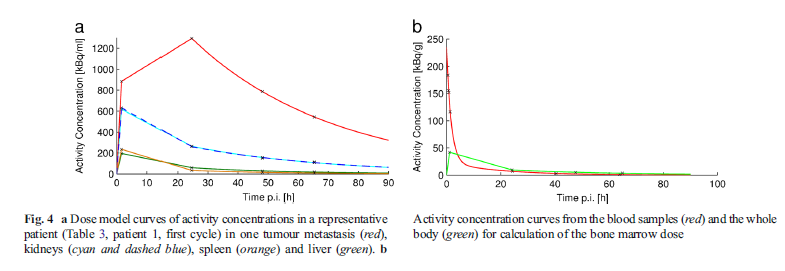 a
Activity Concentration [kBq/ml]
1200
1000
800
600
400
200
0
0 10 20 30 40 50 60 70 80 90
Time p.i. [h]
b
Activity Concentration [kBq/g]
250
200
150
100
50
0
0 20 40 60 80 100
Time p.i. [h]
Fig. 4 a Dose model curves of activity concentrations in a representative
patient (Table 3, patient 1, first cycle) in one tumour metastasis (red),
kidneys (cyan and dashed blue), spleen (orange) and liver (green). b
Activity concentration curves from the blood samples (red) and the whole
body (green) for calculation of the bone marrow dose